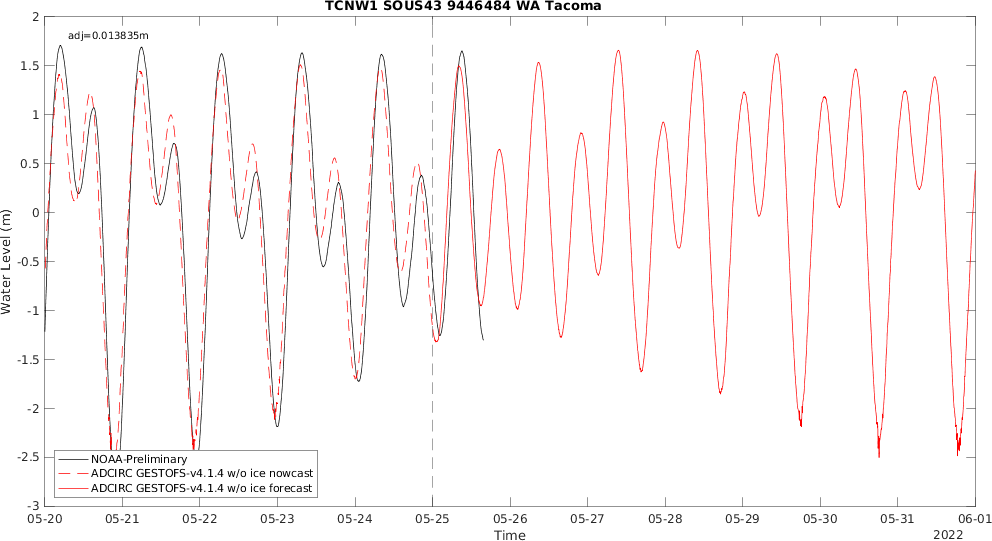 TCNW1 SOUS43 9446484 WA Tacoma
adj=0.013835m
2
1.5
1
0.5
0
-0.5
-1
-1.5
-2
-2.5
-3
Water Level (m)
NOAA-Preliminary
ADCIRC GESTOFS-v4.1.4 w/o ice nowcast
ADCIRC GESTOFS-v4.1.4 w/o ice forecast
05-20 05-21 05-22 05-23 05-24 05-25 05-26 05-27 05-28 05-29 05-30 05-31 06-01
Time
2022